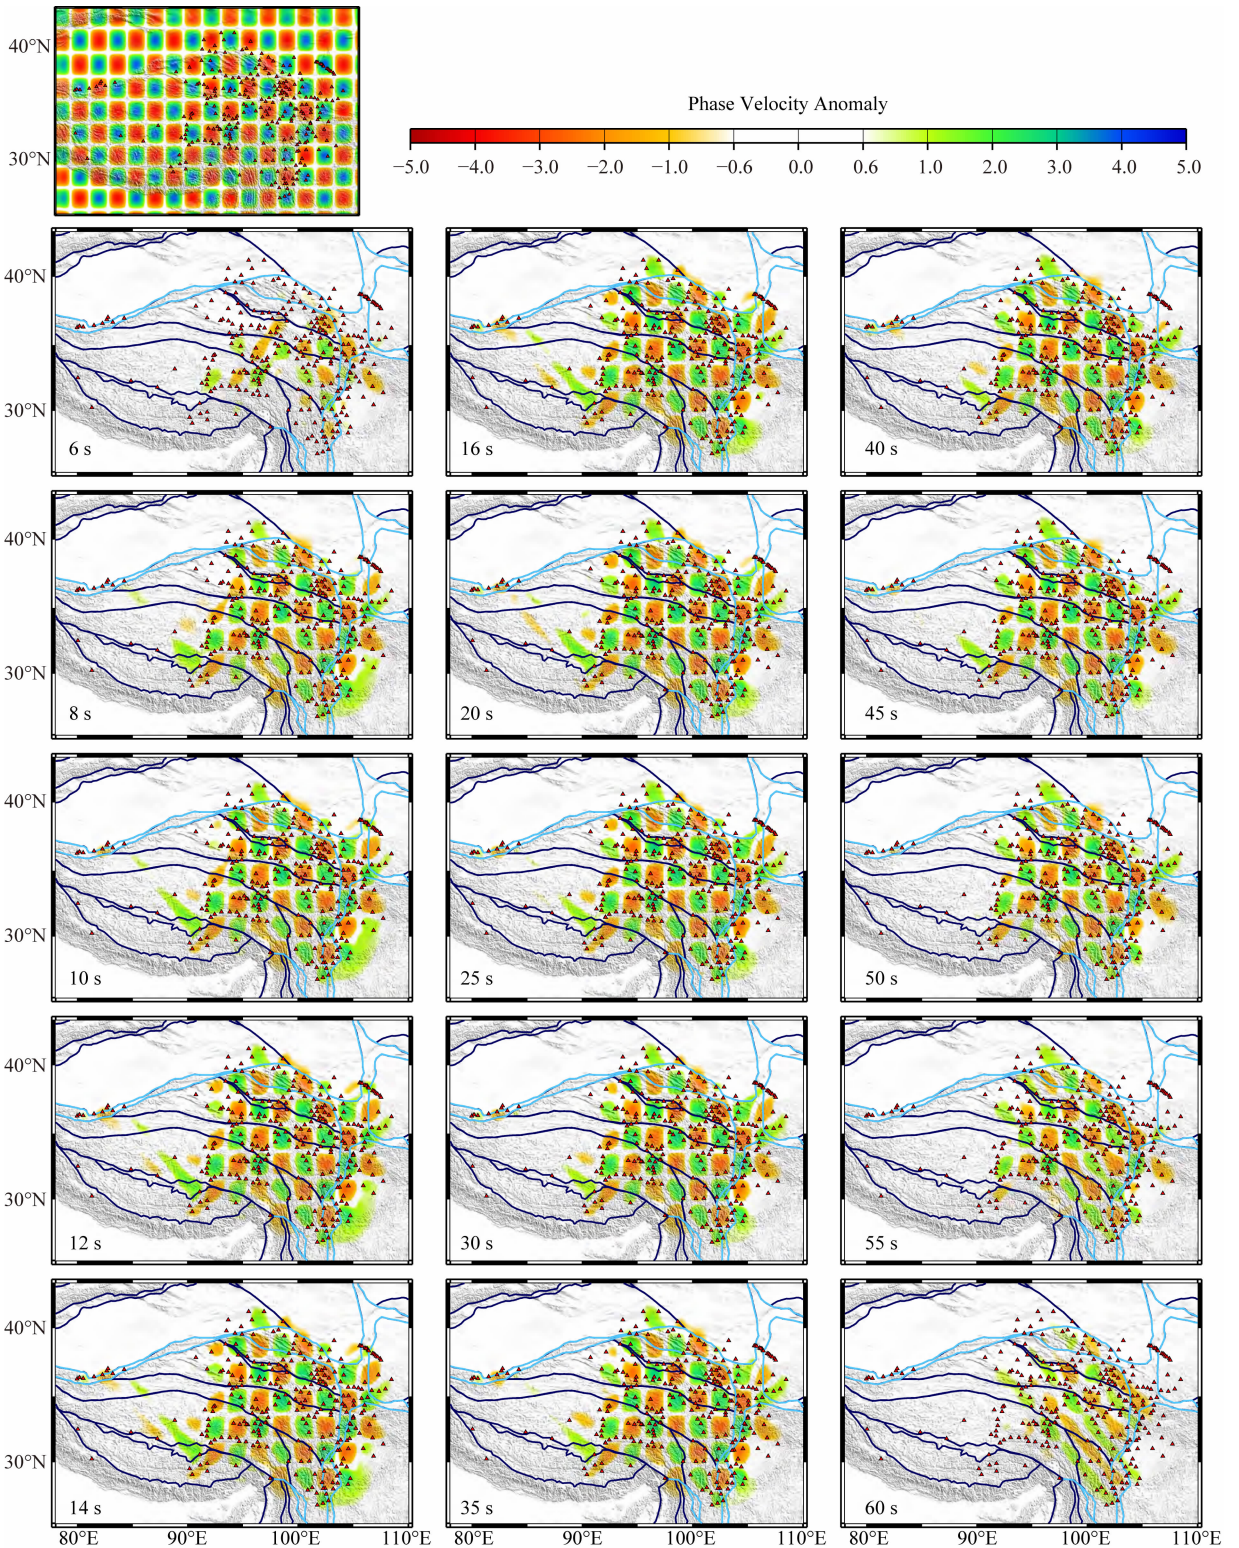 40°N
30°N
Phase Velocity Anomaly
−5.0 −4.0 −3.0 −2.0 −1.0 −0.6 0.0 0.6 1.0 2.0 3.0 4.0 5.0
40°N
30°N
6 s 16 s 40 s
40°N
30°N
8 s 20 s 45 s
40°N
30°N
10 s 25 s 50 s
40°N
30°N
12 s 30 s 55 s
40°N
30°N
14 s 35 s 60 s
80°E 90°E 100°E 110°E 80°E 90°E 100°E 110°E 80°E 90°E 100°E 110°E